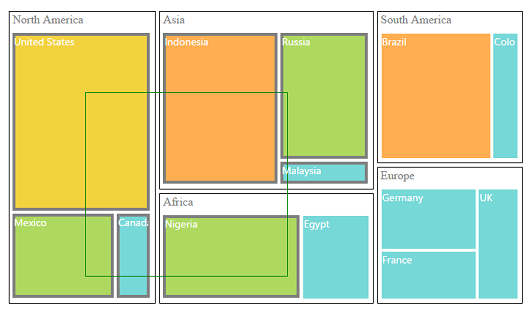 North America
United States
Mexico
Canada
Asia
Indonesia
Russia
Malaysia
Africa
Nigeria
Egypt
South America
Brazil
Colo
Europe
Germany
France
UK